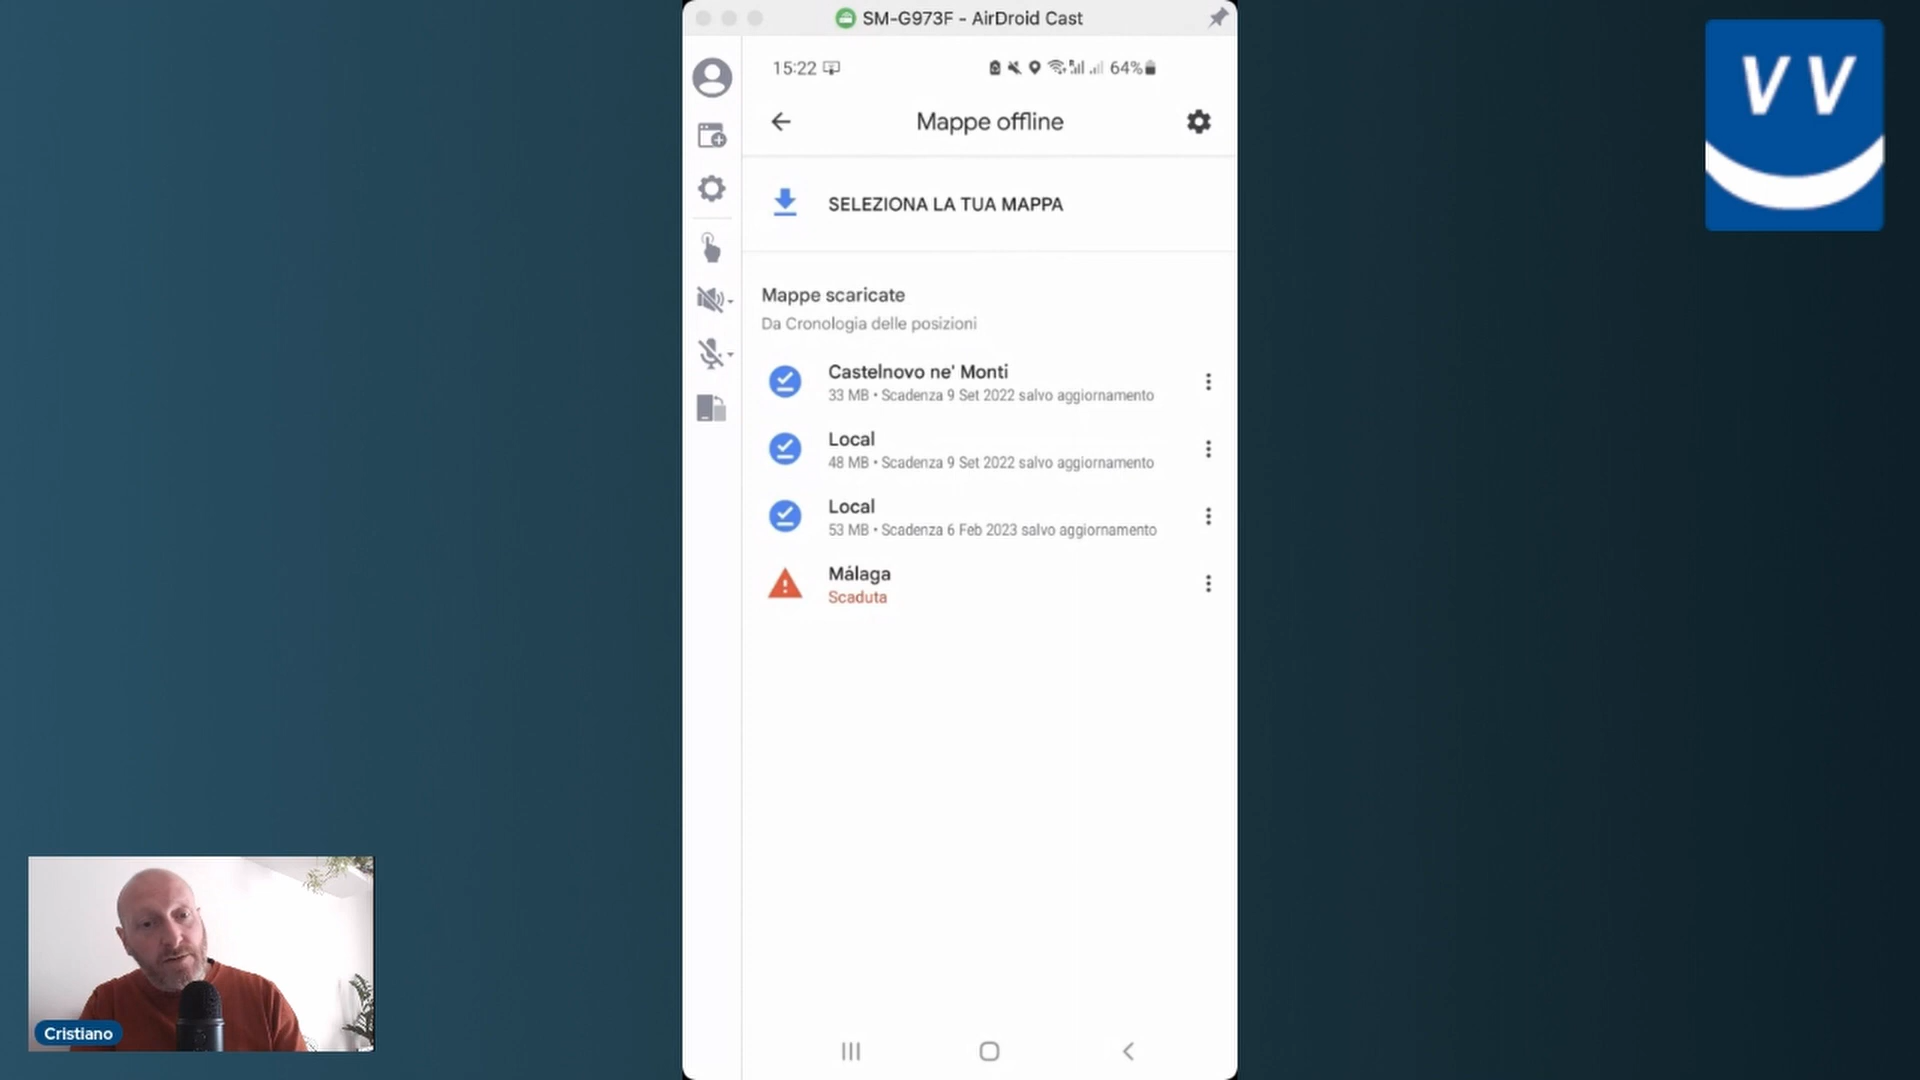 SM-G973F - AirDroid Cast
15:22
64%
Mappe offline
SELEZIONA LA TUA MAPPA
Mappe scaricate
Da Cronologia delle posizioni
Castelnovo ne' Monti
33 MB • Scadenza 9 Set 2022 salvo aggiornamento
Local
48 MB • Scadenza 9 Set 2022 salvo aggiornamento
Local
53 MB • Scadenza 6 Feb 2023 salvo aggiornamento
Málaga
Scaduta
VV
Cristiano